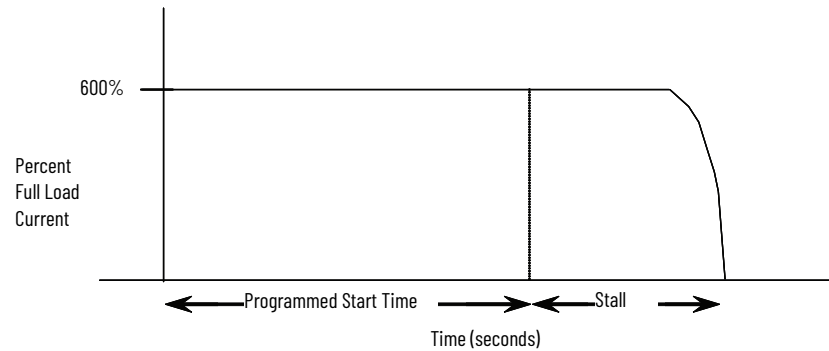 600%
Percent
Full Load
Current
Programmed Start Time
Stall
Time (seconds)